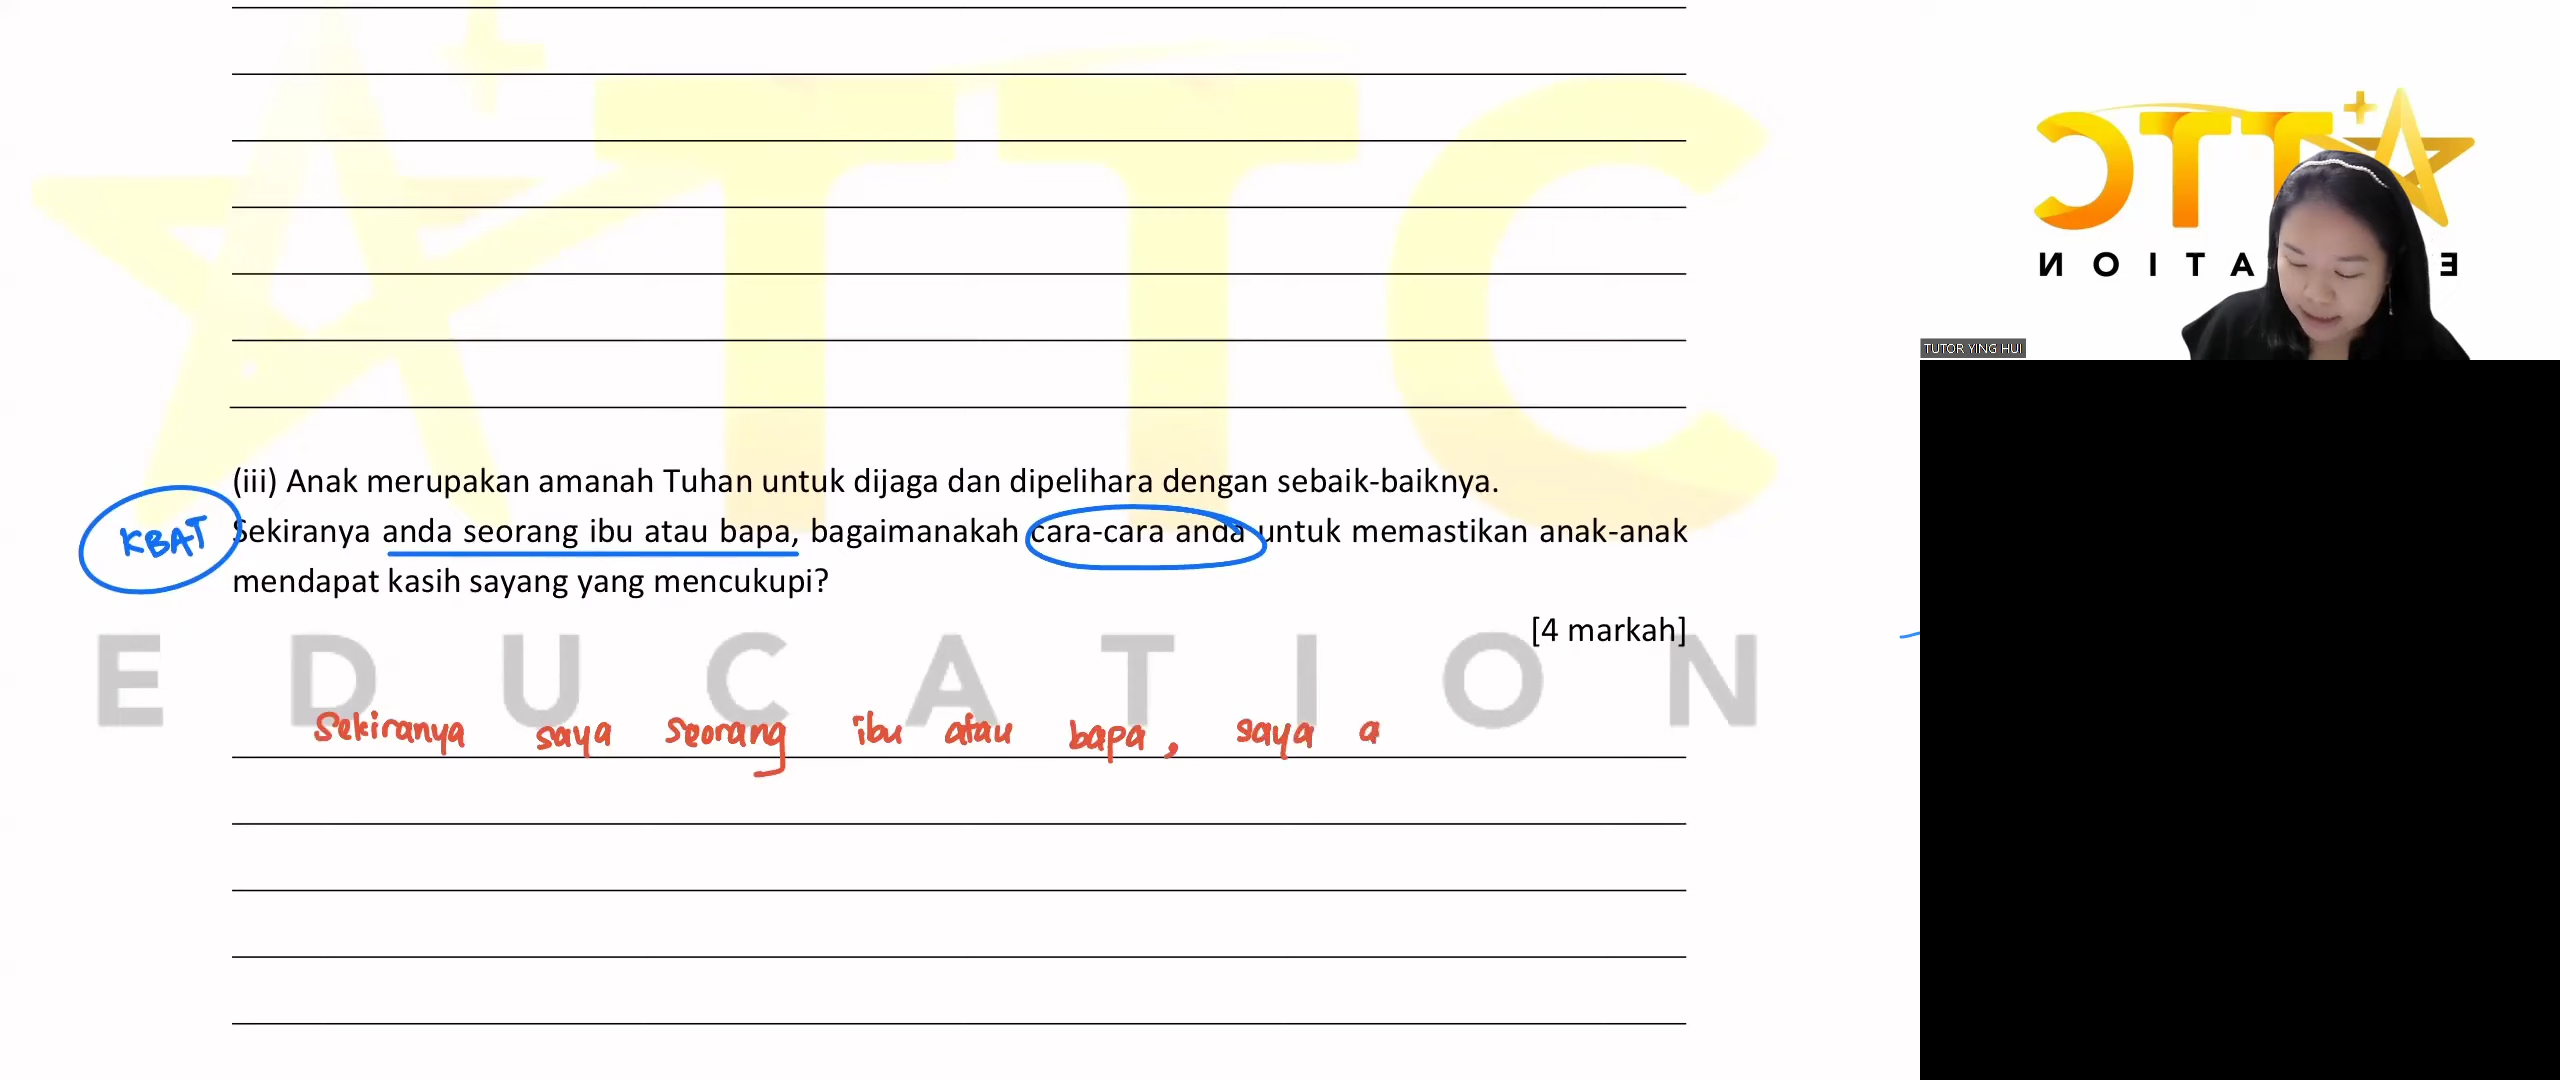 TTC
EDUCATION
(iii) Anak merupakan amanah Tuhan untuk dijaga dan dipelihara dengan sebaik-baiknya.
KBAT
Sekiranya anda seorang ibu atau bapa, bagaimanakah cara-cara anda untuk memastikan anak-anak
mendapat kasih sayang yang mencukupi?
[4 markah]
Sekiranya saya seorang ibu atau bapa, saya a
TTC
TUTOR YING HUI